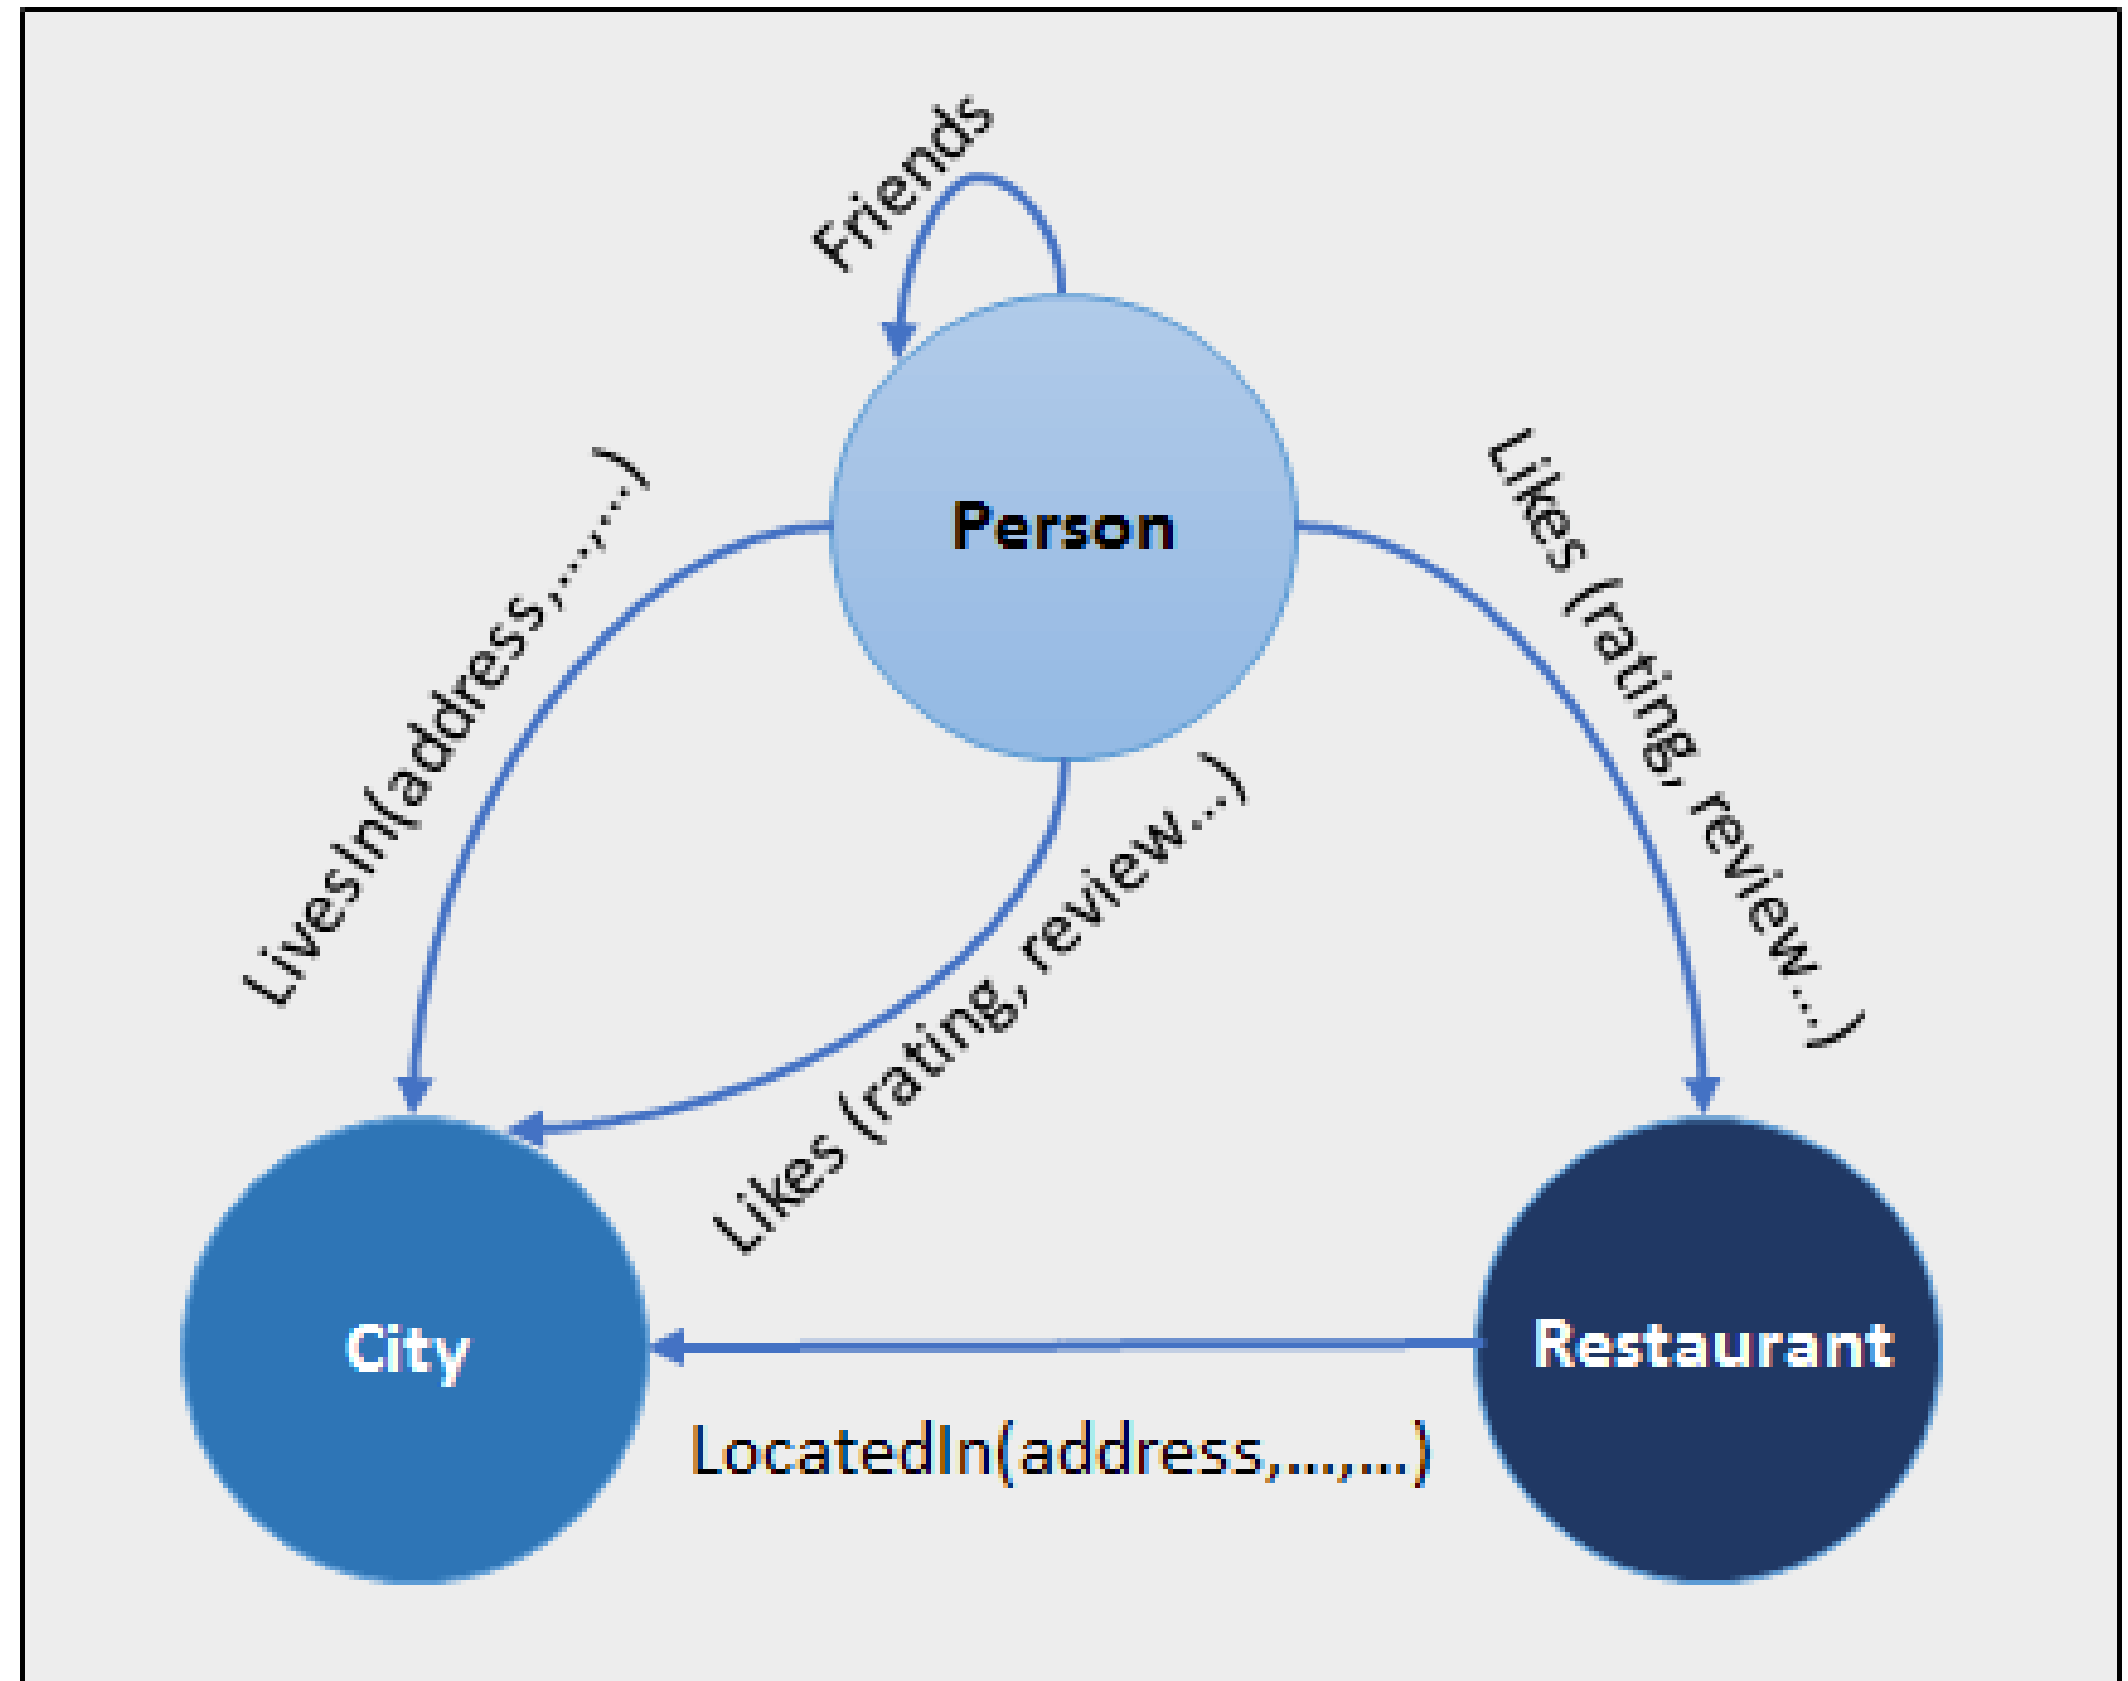 Friends
Person
LivesIn(address,...,...)
Likes (rating, review...)
Likes (rating, review....)
City
Restaurant
LocatedIn(address,...,...)